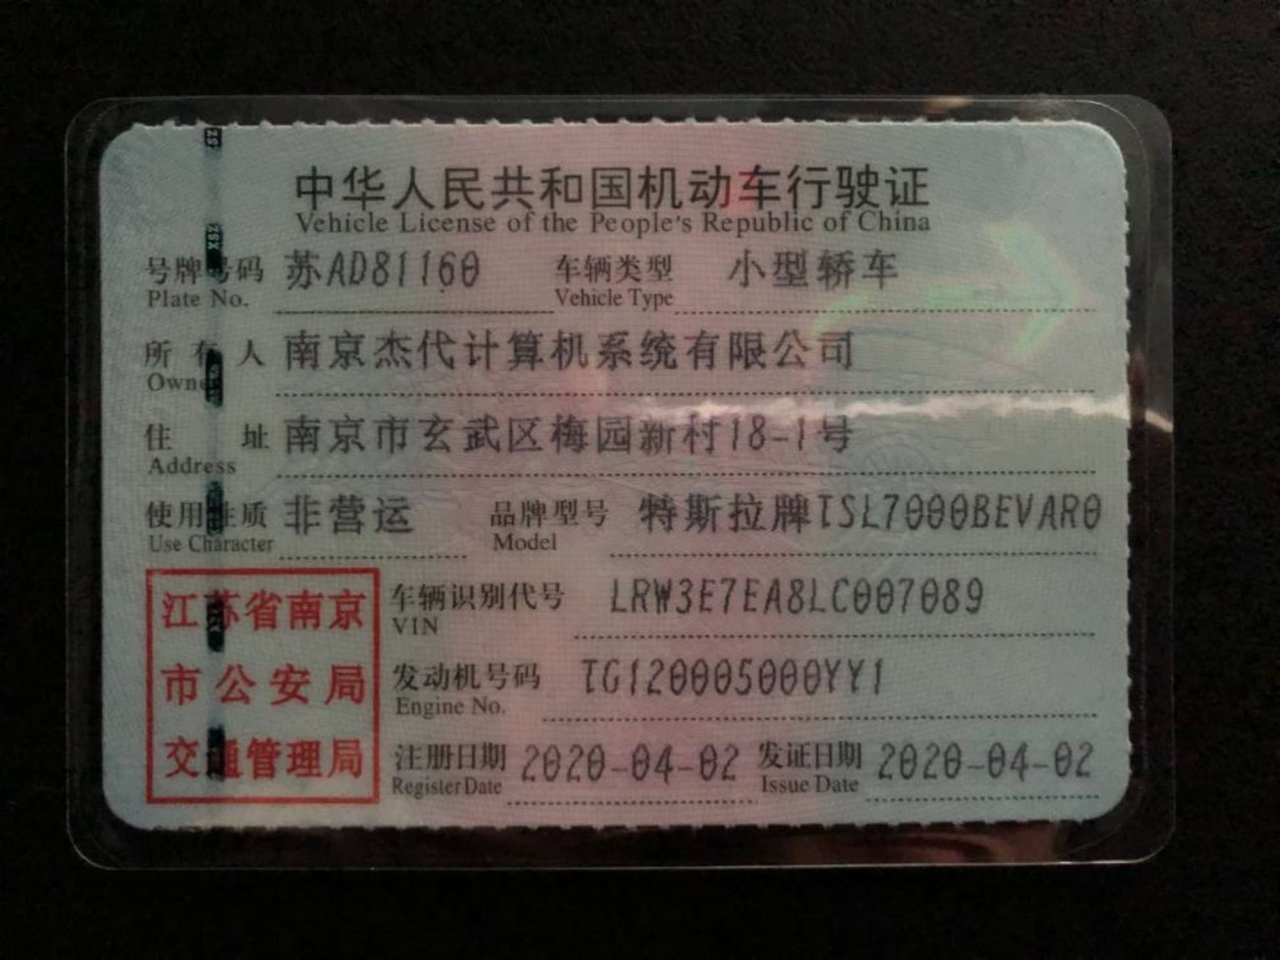 中华人民共和国机动车行驶证
Vehicle License of the People's Republic of China
号牌号码 苏AD81160 车辆类型 小型轿车
Plate No. Vehicle Type
所有人 南京杰代计算机系统有限公司
Owner
住址 南京市玄武区梅园新村18-1号
Address
使用性质 非营运 品牌型号 特斯拉牌TSL7000BEVAR0
Use Character Model
江苏省南京
市公安局
交通管理局
车辆识别代号 LRW3E7EA8LC007089
VIN
发动机号码 TG120005000YY1
Engine No.
注册日期 2020-04-02 发证日期 2020-04-02
Register Date Issue Date